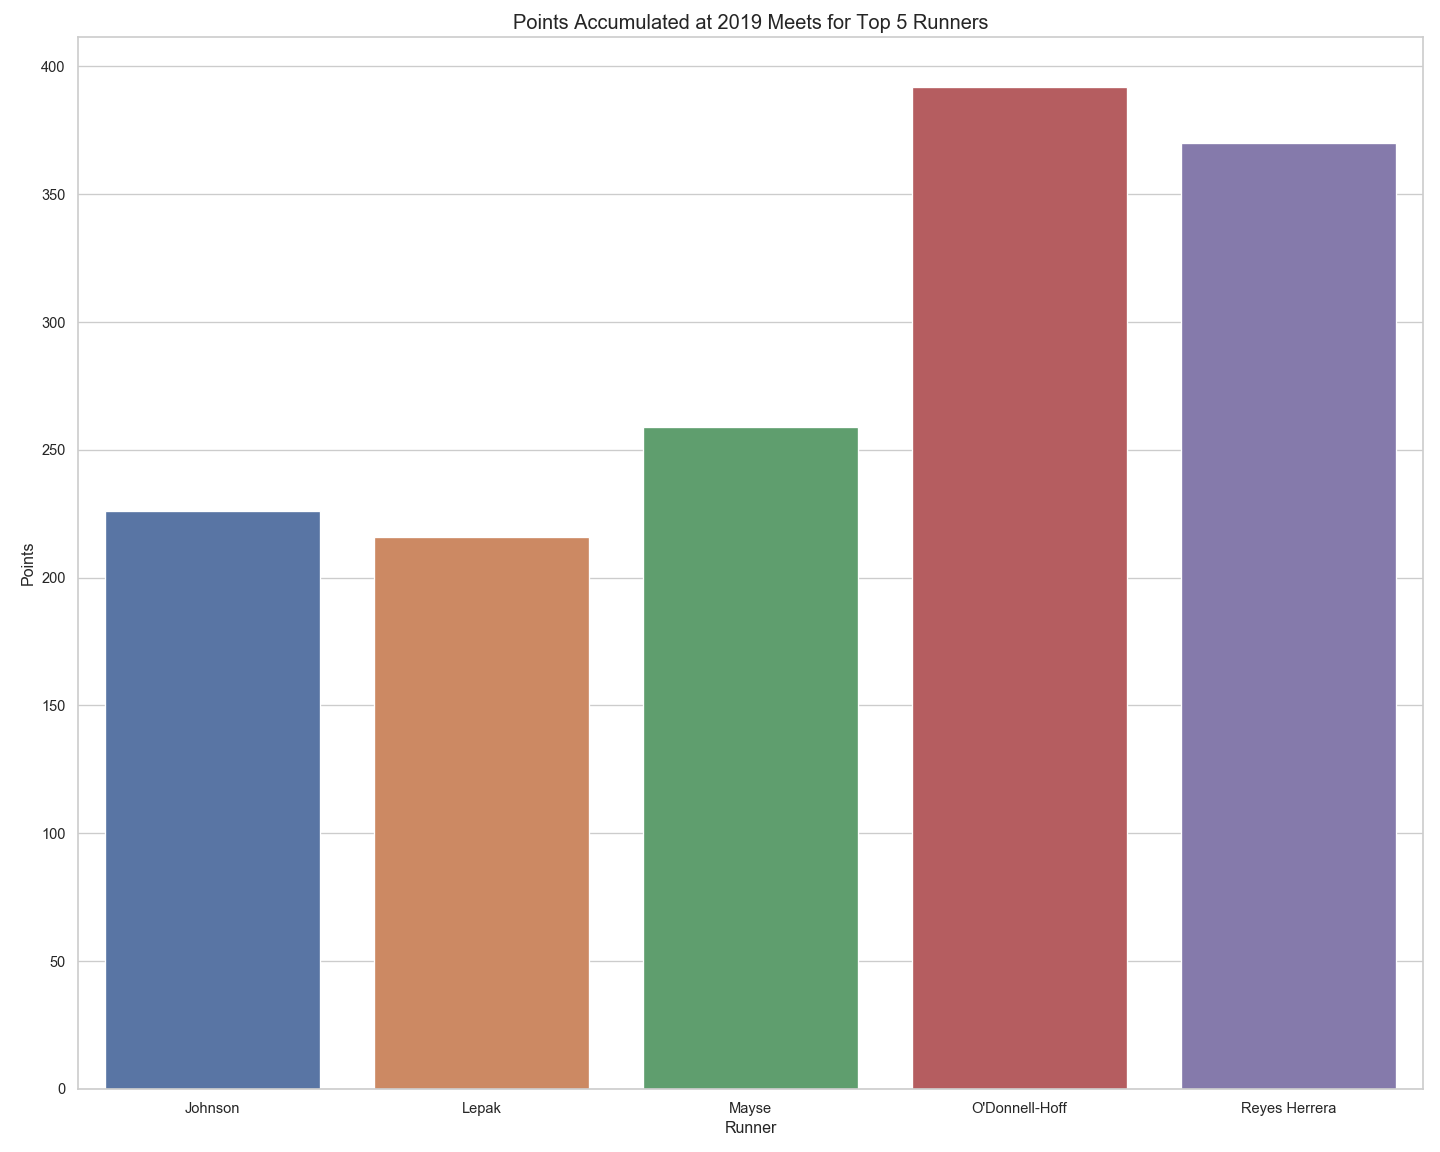 Points Accumulated at 2019 Meets for Top 5 Runners
400
350
300
250
200
150
100
50
0
Points
Johnson Lepak Mayse O'Donnell-Hoff Reyes Herrera
Runner